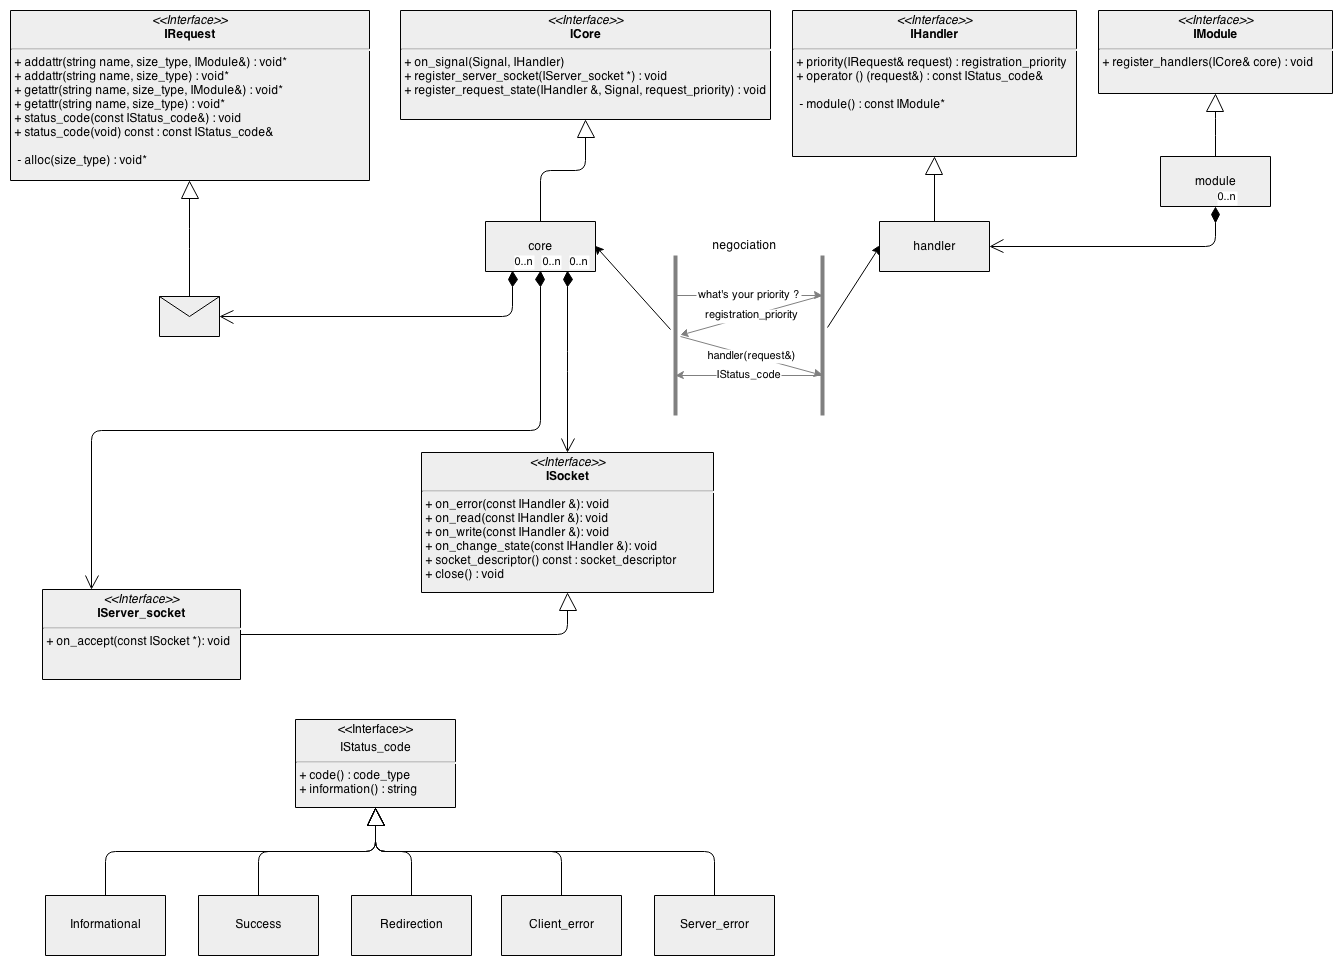 <<Interface>>
IRequest
+ addattr(string name, size_type, IModule&) : void*
+ addattr(string name, size_type) : void*
+ getattr(string name, size_type, IModule&) : void*
+ getattr(string name, size_type) : void*
+ status_code(const IStatus_code&) : void
+ status_code(void) const : const IStatus_code&
- alloc(size_type) : void*
<<Interface>>
ICore
+ on_signal(Signal, IHandler)
+ register_server_socket(IServer_socket *) : void
+ register_request_state(IHandler &, Signal, request_priority) : void
<<Interface>>
IHandler
+ priority(IRequest& request) : registration_priority
+ operator () (request&) : const IStatus_code&
- module() : const IModule*
<<Interface>>
IModule
+ register_handlers(ICore& core) : void
module
0..n
core
0..n
0..n
0..n
negociation
handler
what's your priority ?
registration_priority
handler(request&)
IStatus_code
<<Interface>>
ISocket
+ on_error(const IHandler &): void
+ on_read(const IHandler &): void
+ on_write(const IHandler &): void
+ on_change_state(const IHandler &): void
+ socket_descriptor() const : socket_descriptor
+ close() : void
<<Interface>>
IServer_socket
+ on_accept(const ISocket *): void
<<Interface>>
IStatus_code
+ code() : code_type
+ information() : string
Informational
Success
Redirection
Client_error
Server_error